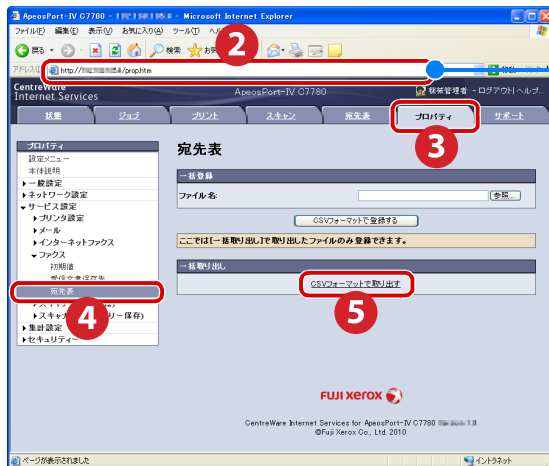 ApeosPort-IV C7780 - Microsoft Internet Explorer
ファイル(F) 編集(E) 表示(V) お気に入り(A) ツール(T)
戻る 検索
2
http:// /prop.htm
CentreWare
Internet Services
ApeosPort-IV C7780
機械管理者 - ログアウト ヘルプ...
状態 ジョブ プリント スキャン 宛先表 プロパティ サポート
3
プロパティ
設定メニュー
本体説明
一般設定
ネットワーク設定
サービス設定
プリンタ設定
メール
インターネットファクス
ファクス
初期値
受信文書保存先
宛先表
4
集計設定
セキュリティー
宛先表
一括登録
ファイル名:
参照...
CSVフォーマットで登録する
ここでは[一括取り出し]で取り出したファイルのみ登録できます。
一括取り出し
CSVフォーマットで取り出す
5
FUJI XEROX
CentreWare Internet Services for ApeosPort-IV C7780
©Fuji Xerox Co., Ltd. 2010
ページが表示されました
イントラネット